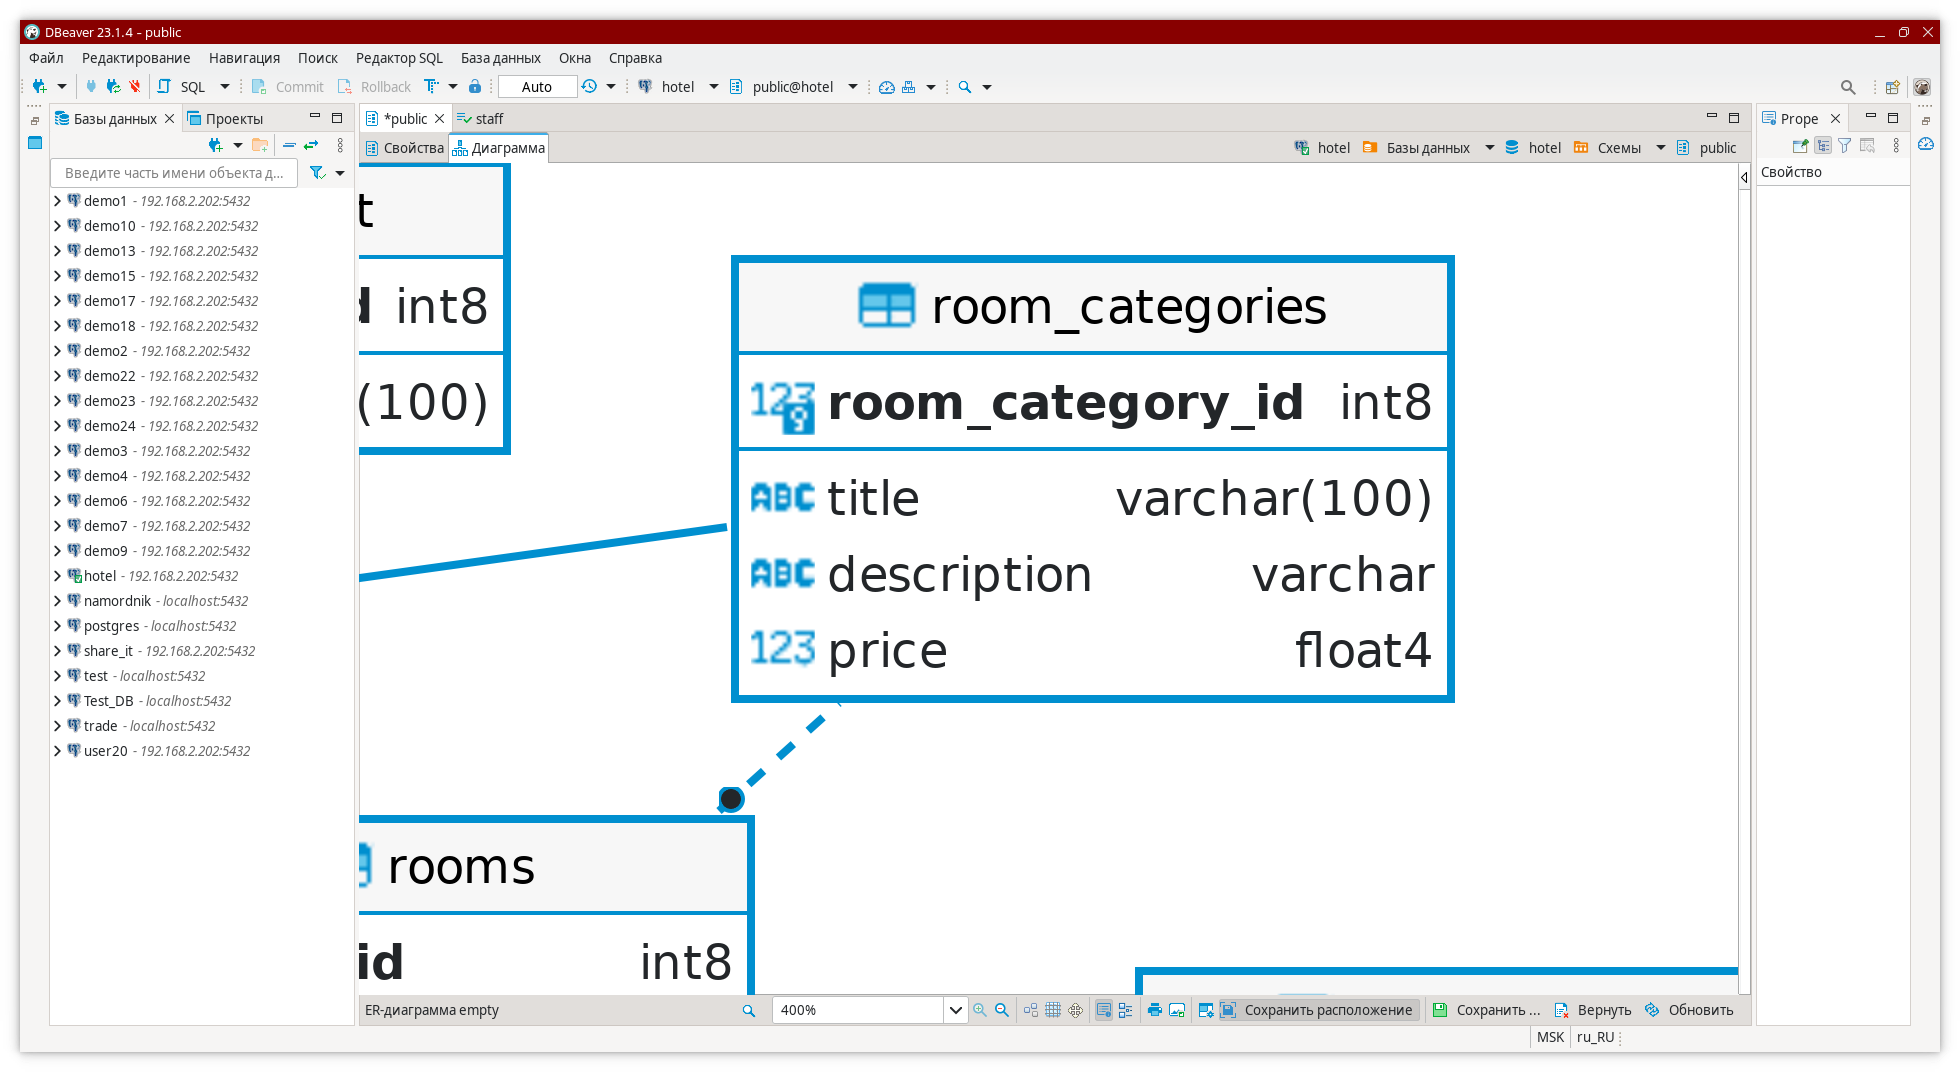 DBeaver 23.1.4 - public
Файл Редактирование Навигация Поиск Редактор SQL База данных Окна Справка
SQL Commit Rollback Auto hotel public@hotel
Базы данных Проекты *public staff Prope
Свойства Диаграмма hotel Базы данных hotel Схемы public
Введите часть имени объекта д...
Свойство
demo1 - 192.168.2.202:5432
demo10 - 192.168.2.202:5432
demo13 - 192.168.2.202:5432
demo15 - 192.168.2.202:5432
demo17 - 192.168.2.202:5432
demo18 - 192.168.2.202:5432
demo2 - 192.168.2.202:5432
demo22 - 192.168.2.202:5432
demo23 - 192.168.2.202:5432
demo24 - 192.168.2.202:5432
demo3 - 192.168.2.202:5432
demo4 - 192.168.2.202:5432
demo6 - 192.168.2.202:5432
demo7 - 192.168.2.202:5432
demo9 - 192.168.2.202:5432
hotel - 192.168.2.202:5432
namordnik - localhost:5432
postgres - localhost:5432
share_it - 192.168.2.202:5432
test - localhost:5432
Test_DB - localhost:5432
trade - localhost:5432
user20 - 192.168.2.202:5432
t
d int8
(100)
room_categories
123 room_category_id int8
ABC title varchar(100)
ABC description varchar
123 price float4
rooms
id int8
ER-диаграмма empty 400% Сохранить расположение Сохранить ... Вернуть Обновить
MSK ru_RU